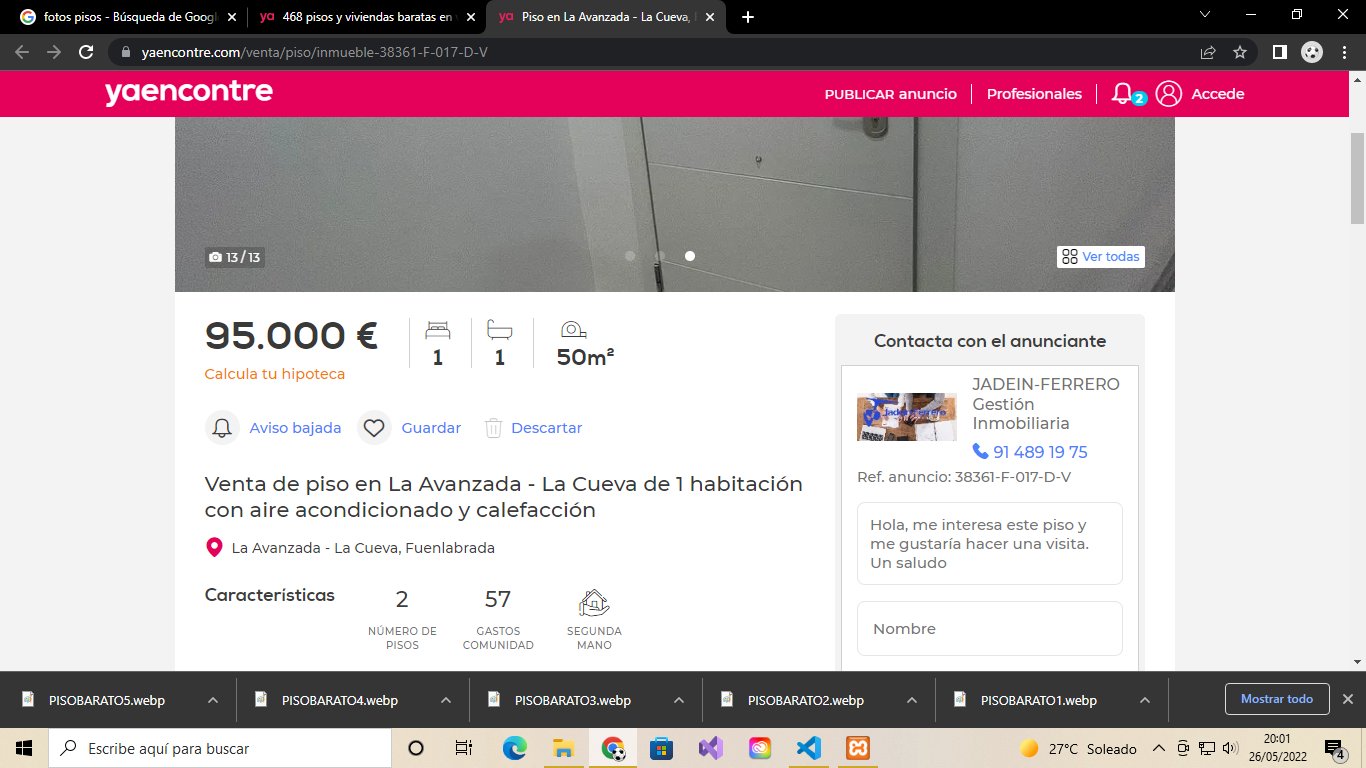 fotos pisos - Búsqueda de Googl
468 pisos y viviendas baratas en v
Piso en La Avanzada - La Cueva,
yaencontre.com/venta/piso/inmueble-38361-F-017-D-V
yaencontre
PUBLICAR anuncio
Profesionales
2
Accede
13 / 13
Ver todas
95.000 €
1
1
50m²
Calcula tu hipoteca
Aviso bajada
Guardar
Descartar
Venta de piso en La Avanzada - La Cueva de 1 habitación
con aire acondicionado y calefacción
La Avanzada - La Cueva, Fuenlabrada
Características
2
NÚMERO DE
PISOS
57
GASTOS
COMUNIDAD
SEGUNDA
MANO
Contacta con el anunciante
JADEIN-FERRERO
Gestión
Inmobiliaria
91 489 19 75
Ref. anuncio: 38361-F-017-D-V
Hola, me interesa este piso y
me gustaría hacer una visita.
Un saludo
Nombre
PISOBARATO5.webp
PISOBARATO4.webp
PISOBARATO3.webp
PISOBARATO2.webp
PISOBARATO1.webp
Mostrar todo
Escribe aquí para buscar
27°C Soleado
20:01
26/05/2022
4